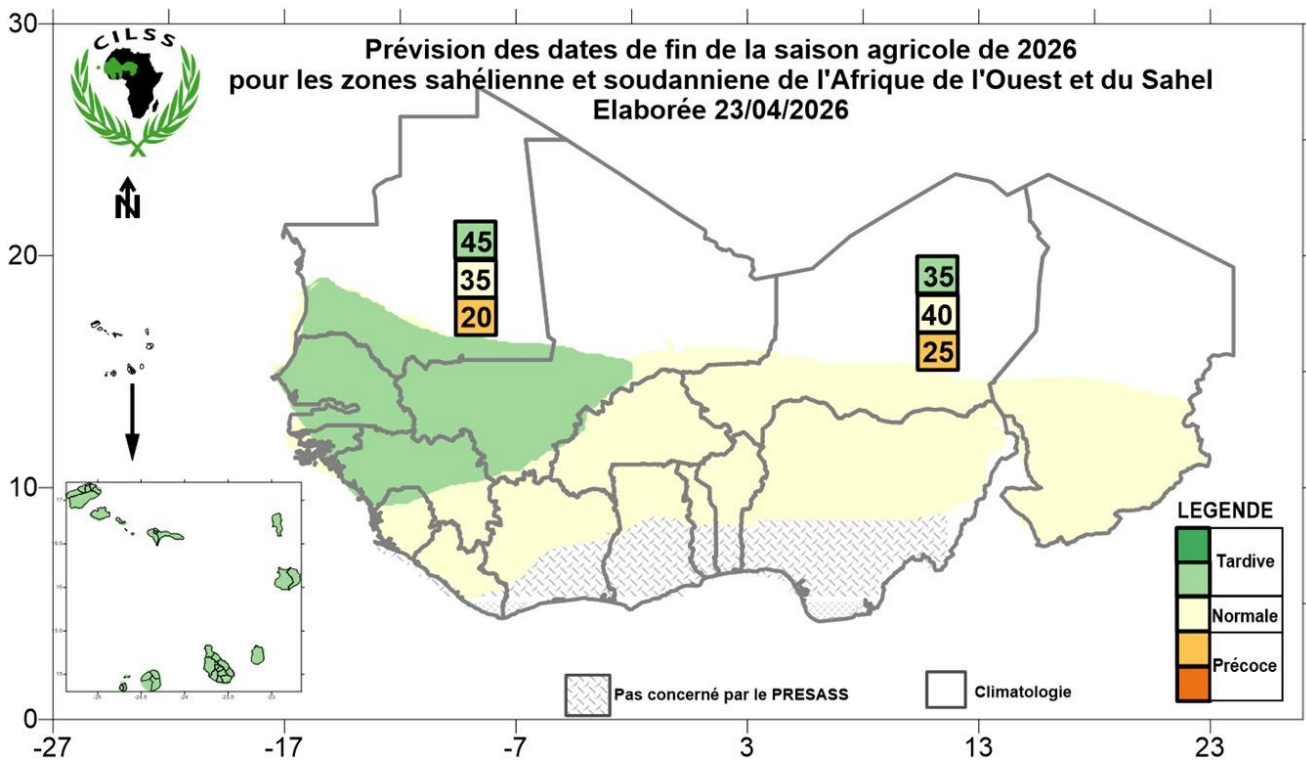 CILSS
Prévision des dates de fin de la saison agricole de 2026
pour les zones sahélienne et soudanniene de l'Afrique de l'Ouest et du Sahel
Elaborée 23/04/2026
N
30
20
10
0
-27
-17
-7
3
13
23
45
35
20
35
40
25
LEGENDE
Tardive
Normale
Précoce
Pas concerné par le PRESASS
Climatologie